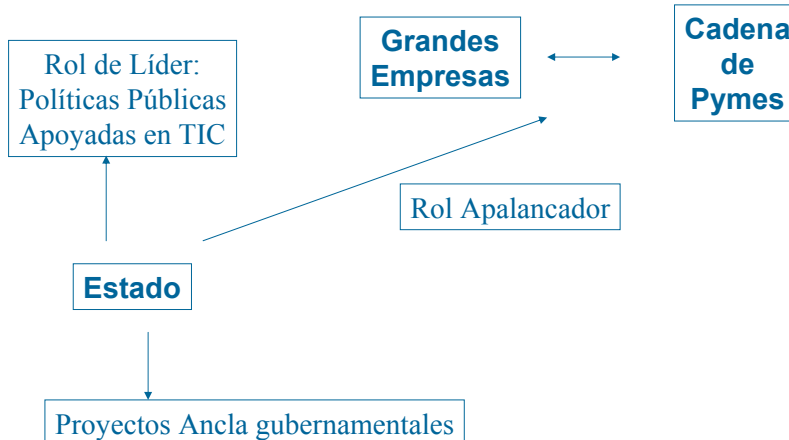 Rol de Líder:
Políticas Públicas
Apoyadas en TIC
Grandes
Empresas
Cadena
de
Pymes
Rol Apalancador
Estado
Proyectos Ancla gubernamentales